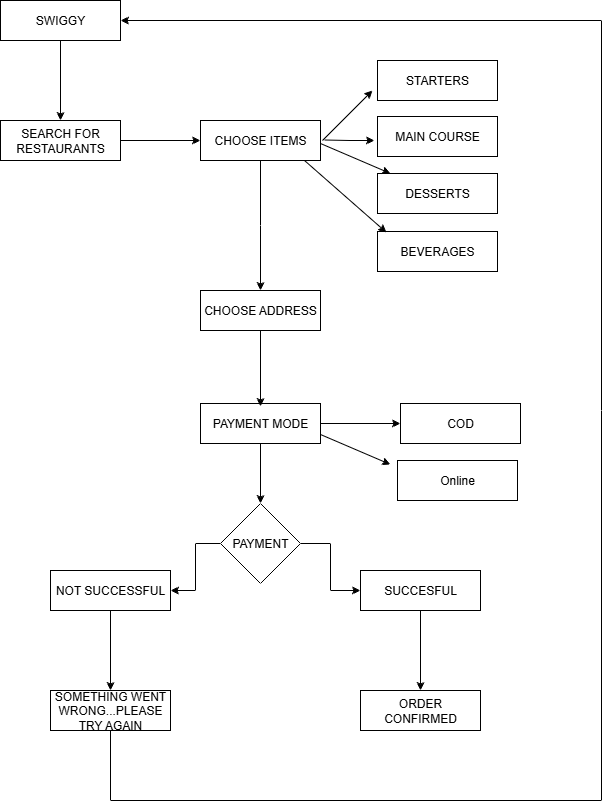 SWIGGY
STARTERS
SEARCH FOR
RESTAURANTS
CHOOSE ITEMS
MAIN COURSE
DESSERTS
BEVERAGES
CHOOSE ADDRESS
PAYMENT MODE
COD
Online
PAYMENT
NOT SUCCESSFUL
SUCCESFUL
SOMETHING WENT
WRONG...PLEASE
TRY AGAIN
ORDER
CONFIRMED